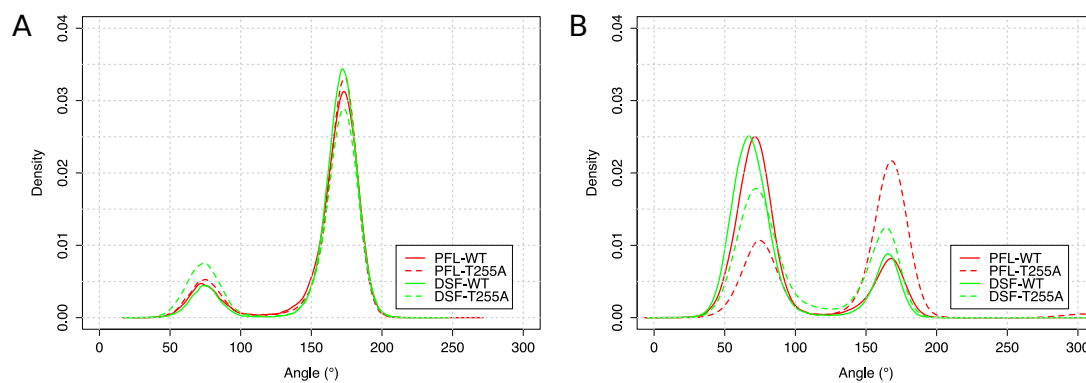 A
B
0.04
0.03
0.02
0.01
0.00
Density
0 50 100 150 200 250 300
Angle (°)
PFL-WT
PFL-T255A
DSF-WT
DSF-T255A
0.04
0.03
0.02
0.01
0.00
Density
0 50 100 150 200 250 300
Angle (°)
PFL-WT
PFL-T255A
DSF-WT
DSF-T255A